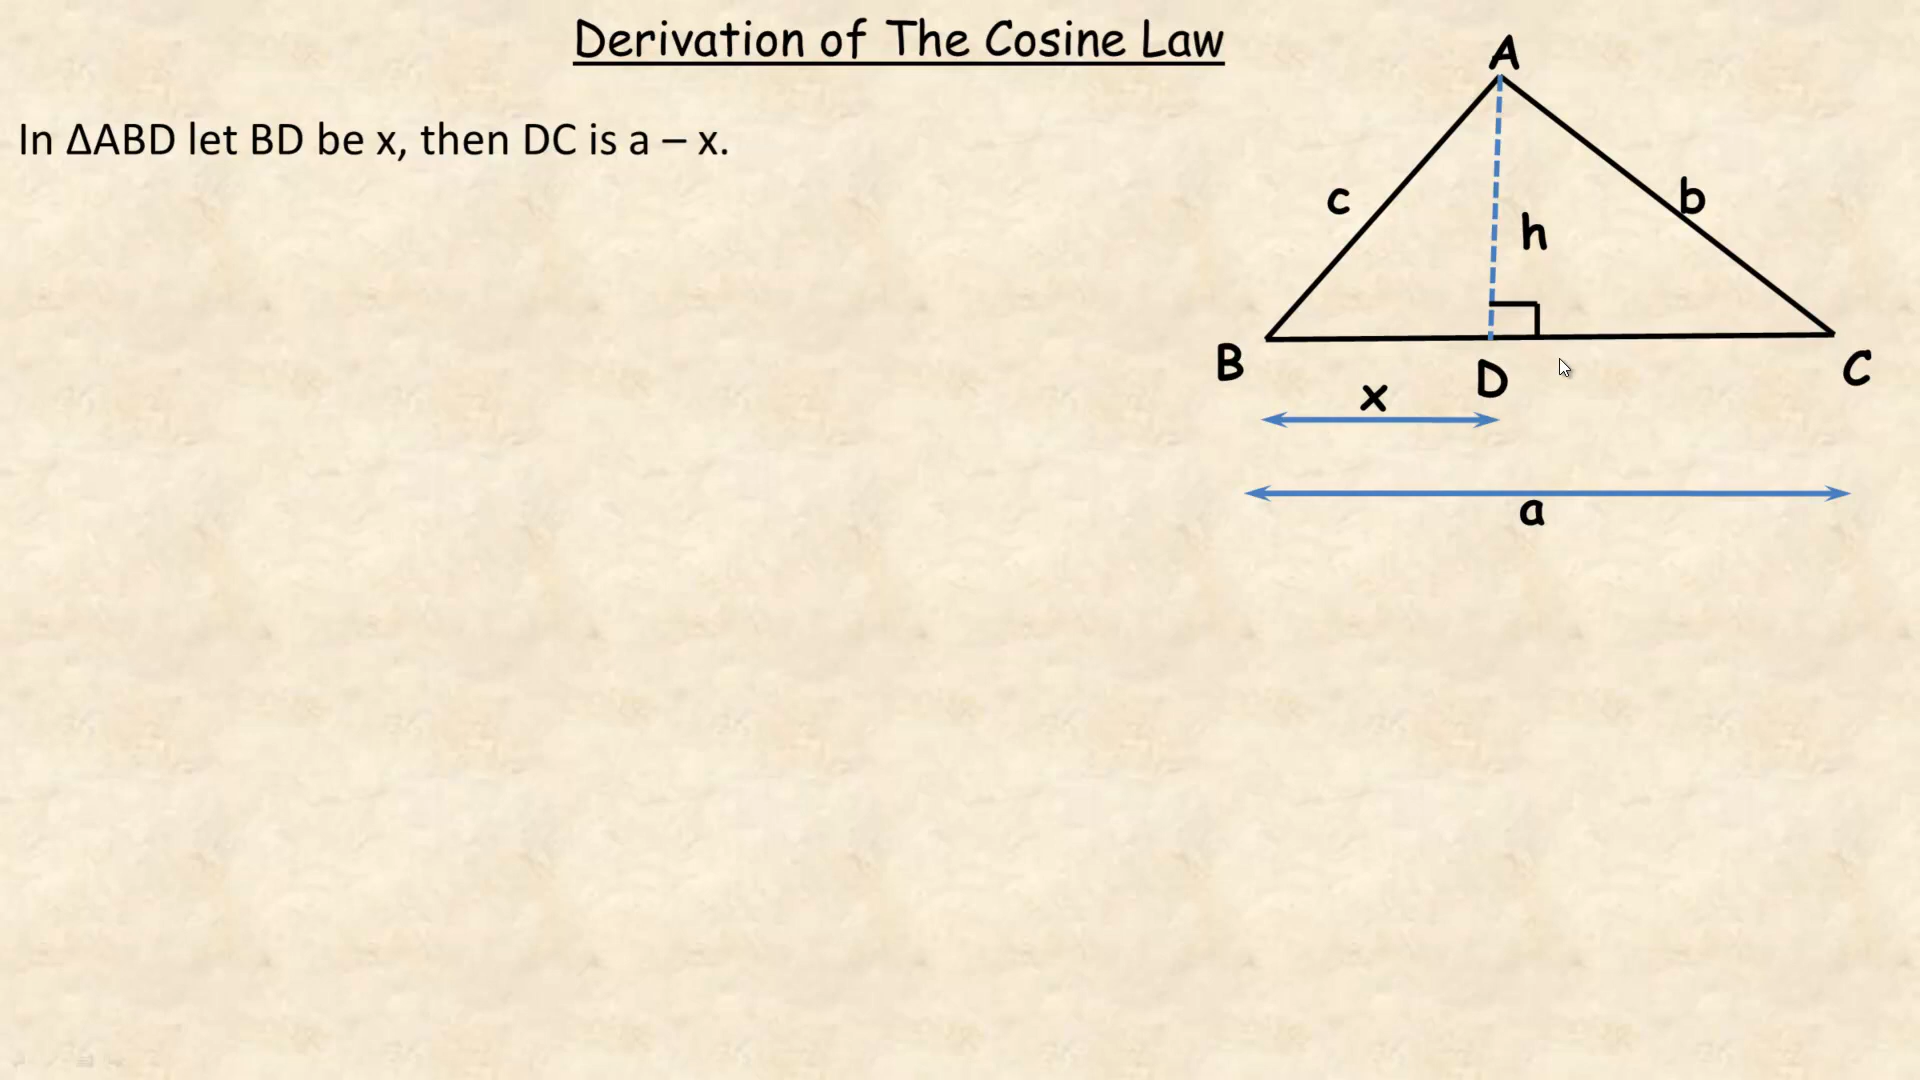 Derivation of The Cosine Law
In ΔABD let BD be x, then DC is a – x.
A
c
b
h
B
D
C
x
a